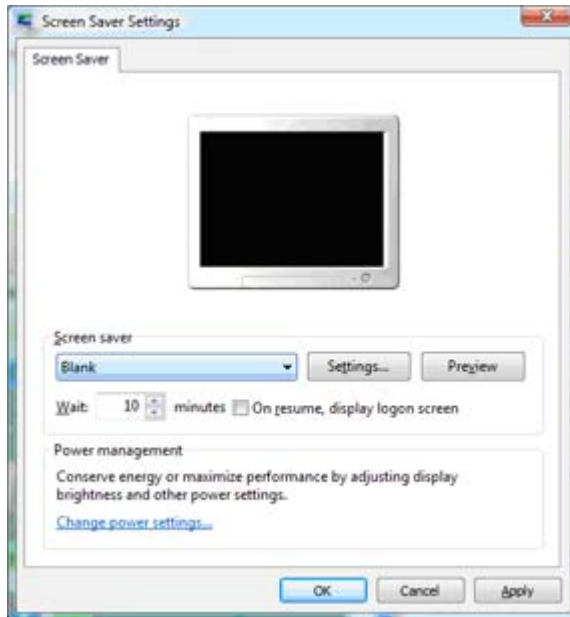 Screen Saver Settings
Screen Saver
Screen saver
Blank
Settings...
Preview
Wait: 10 minutes On resume, display logon screen
Power management
Conserve energy or maximize performance by adjusting display
brightness and other power settings.
Change power settings...
OK Cancel Apply